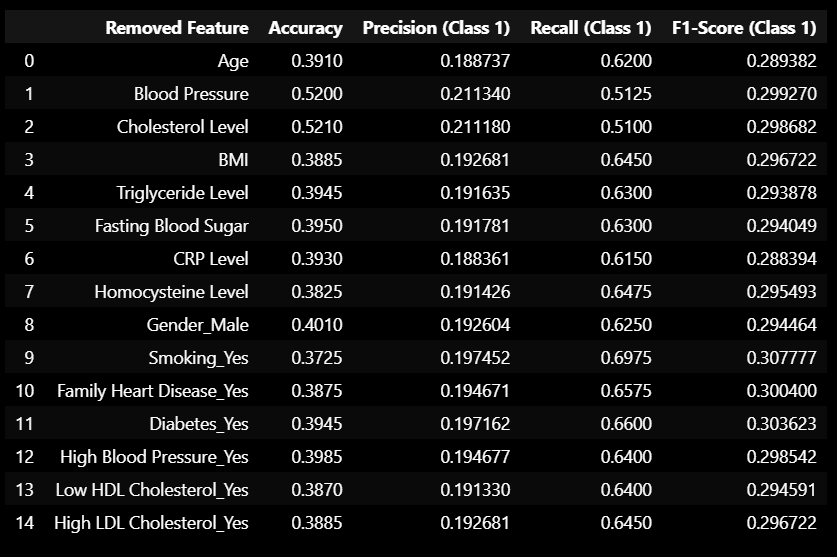 Removed Feature Accuracy Precision (Class 1) Recall (Class 1) F1-Score (Class 1)
0 Age 0.3910 0.188737 0.6200 0.289382
1 Blood Pressure 0.5200 0.211340 0.5125 0.299270
2 Cholesterol Level 0.5210 0.211180 0.5100 0.298682
3 BMI 0.3885 0.192681 0.6450 0.296722
4 Triglyceride Level 0.3945 0.191635 0.6300 0.293878
5 Fasting Blood Sugar 0.3950 0.191781 0.6300 0.294049
6 CRP Level 0.3930 0.188361 0.6150 0.288394
7 Homocysteine Level 0.3825 0.191426 0.6475 0.295493
8 Gender_Male 0.4010 0.192604 0.6250 0.294464
9 Smoking_Yes 0.3725 0.197452 0.6975 0.307777
10 Family Heart Disease_Yes 0.3875 0.194671 0.6575 0.300400
11 Diabetes_Yes 0.3945 0.197162 0.6600 0.303623
12 High Blood Pressure_Yes 0.3985 0.194677 0.6400 0.298542
13 Low HDL Cholesterol_Yes 0.3870 0.191330 0.6400 0.294591
14 High LDL Cholesterol_Yes 0.3885 0.192681 0.6450 0.296722